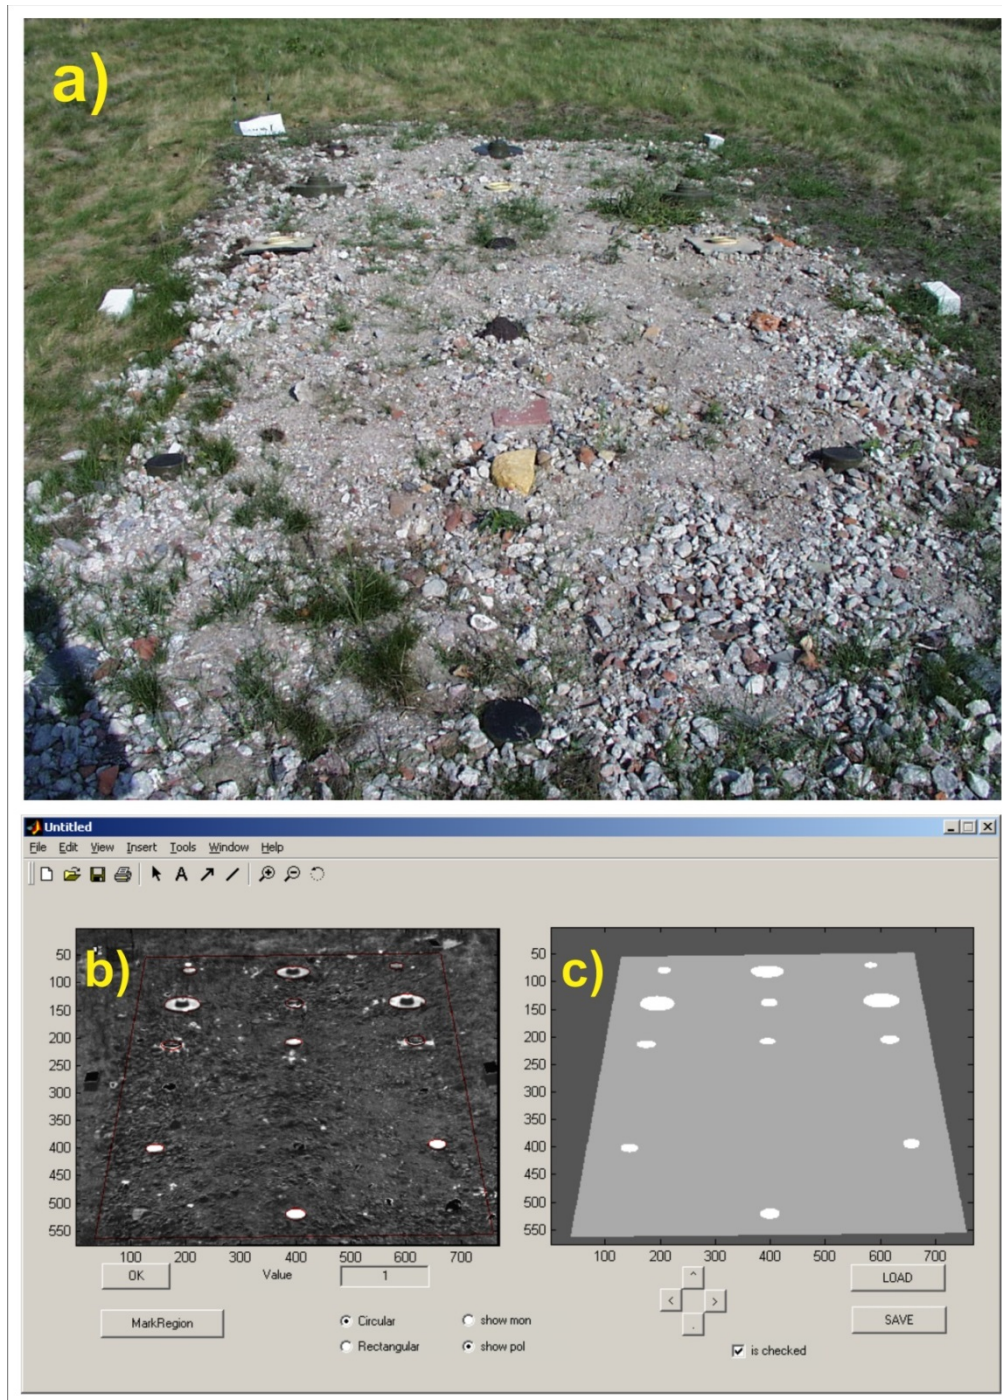 a)
Untitled
File Edit View Insert Tools Window Help
b)
50
100
150
200
250
300
350
400
450
500
550
100 200 300 400 500 600 700
c)
50
100
150
200
250
300
350
400
450
500
550
100 200 300 400 500 600 700
OK Value 1
MarkRegion
Circular show mon
Rectangular show pol
^
< >
.
LOAD
SAVE
is checked